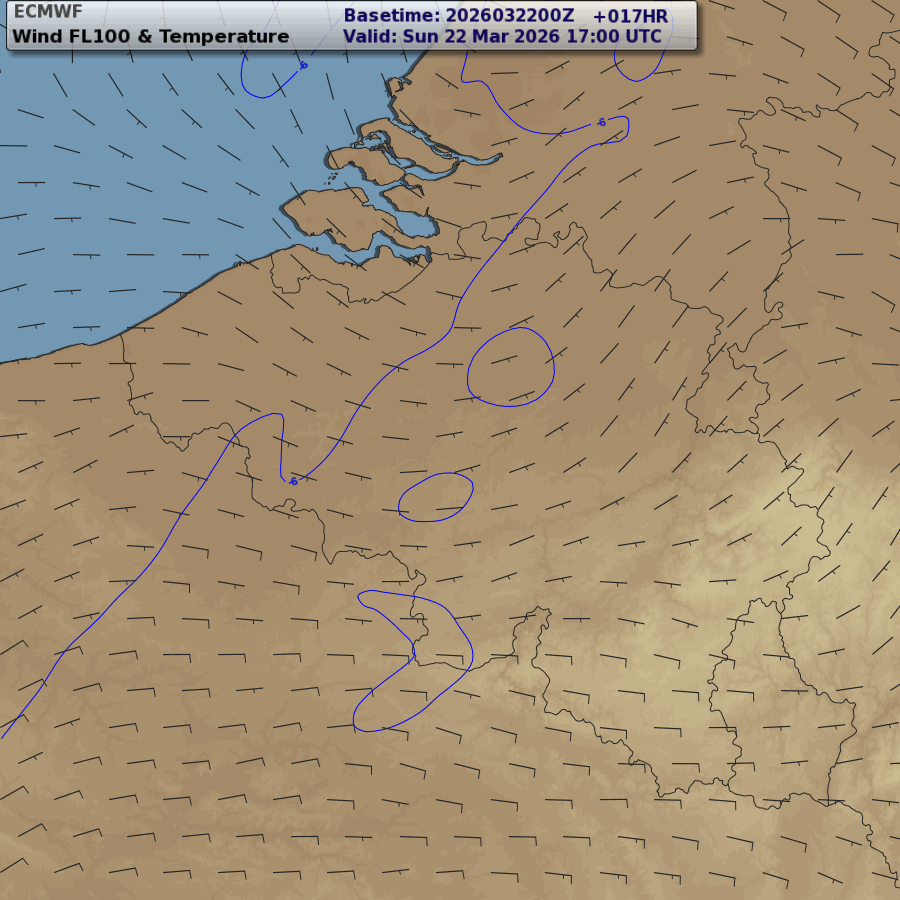 ECMWF
Basetime: 2026032200Z +017HR
Wind FL100 & Temperature
Valid: Sun 22 Mar 2026 17:00 UTC
-6
-6
-6